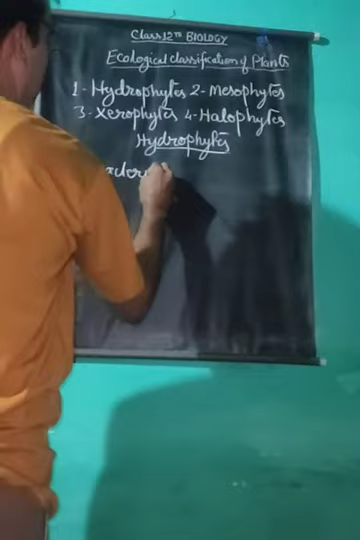 Class 12TH BIOLOGY
Ecological classification of Plants
1- Hydrophytes 2- Mesophytes
3- Xerophytes 4- Halophytes
Hydrophytes